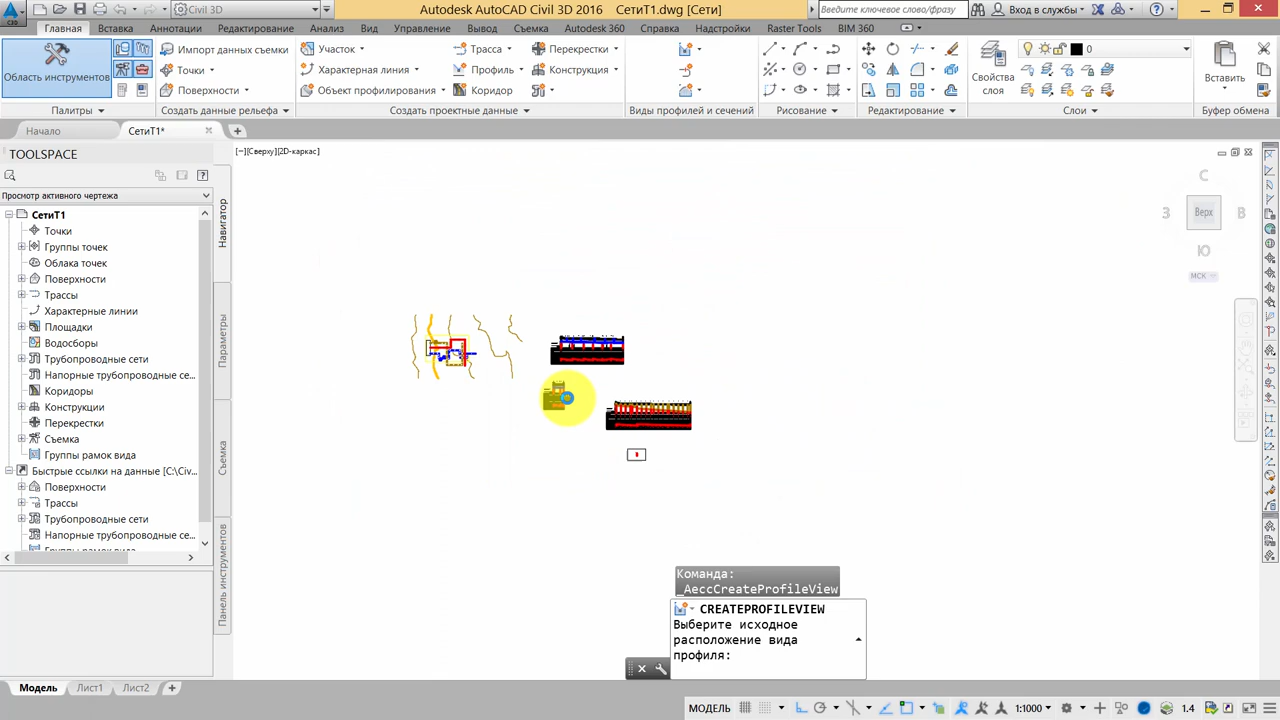 C3D
Civil 3D
Autodesk AutoCAD Civil 3D 2016
СетиТ1.dwg [Сети]
Введите ключевое слово/фразу
Вход в службы
Главная
Вставка
Аннотации
Редактирование
Анализ
Вид
Управление
Вывод
Съемка
Autodesk 360
Справка
Надстройки
Raster Tools
BIM 360
Область инструментов
Палитры
Импорт данных съемки
Точки
Поверхности
Создать данные рельефа
Участок
Характерная линия
Объект профилирования
Трасса
Профиль
Коридор
Перекрестки
Конструкция
Создать проектные данные
Виды профилей и сечений
Рисование
Редактирование
Свойства
слоя
0
Слои
Вставить
Буфер обмена
Начало
СетиТ1*
TOOLSPACE
[−][Сверху][2D-каркас]
Просмотр активного чертежа
СетиТ1
Точки
Группы точек
Облака точек
Поверхности
Трассы
Характерные линии
Площадки
Водосборы
Трубопроводные сети
Напорные трубопроводные се...
Коридоры
Конструкции
Перекрестки
Съемка
Группы рамок вида
Быстрые ссылки на данные [C:\Civ...
Поверхности
Трассы
Трубопроводные сети
Напорные трубопроводные се...
Группы рамок вида
Навигатор
Параметры
Съемка
Панель инструментов
С
З
Верх
В
Ю
МСК
Команда:
_AeccCreateProfileView
CREATEPROFILEVIEW
Выберите исходное
расположение вида
профиля:
Модель
Лист1
Лист2
МОДЕЛЬ
1:1000
1.4